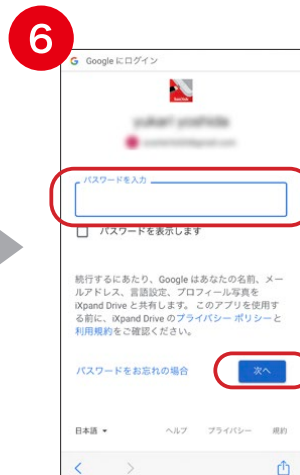 6
Google にログイン
パスワードを入力
パスワードを表示します
続行するにあたり、Google はあなたの名前、メー
ルアドレス、言語設定、プロフィール写真を
iXpand Drive と共有します。このアプリを使用す
る前に、iXpand Drive のプライバシー ポリシーと
利用規約をご確認ください。
パスワードをお忘れの場合
次へ
日本語 ヘルプ プライバシー 規約